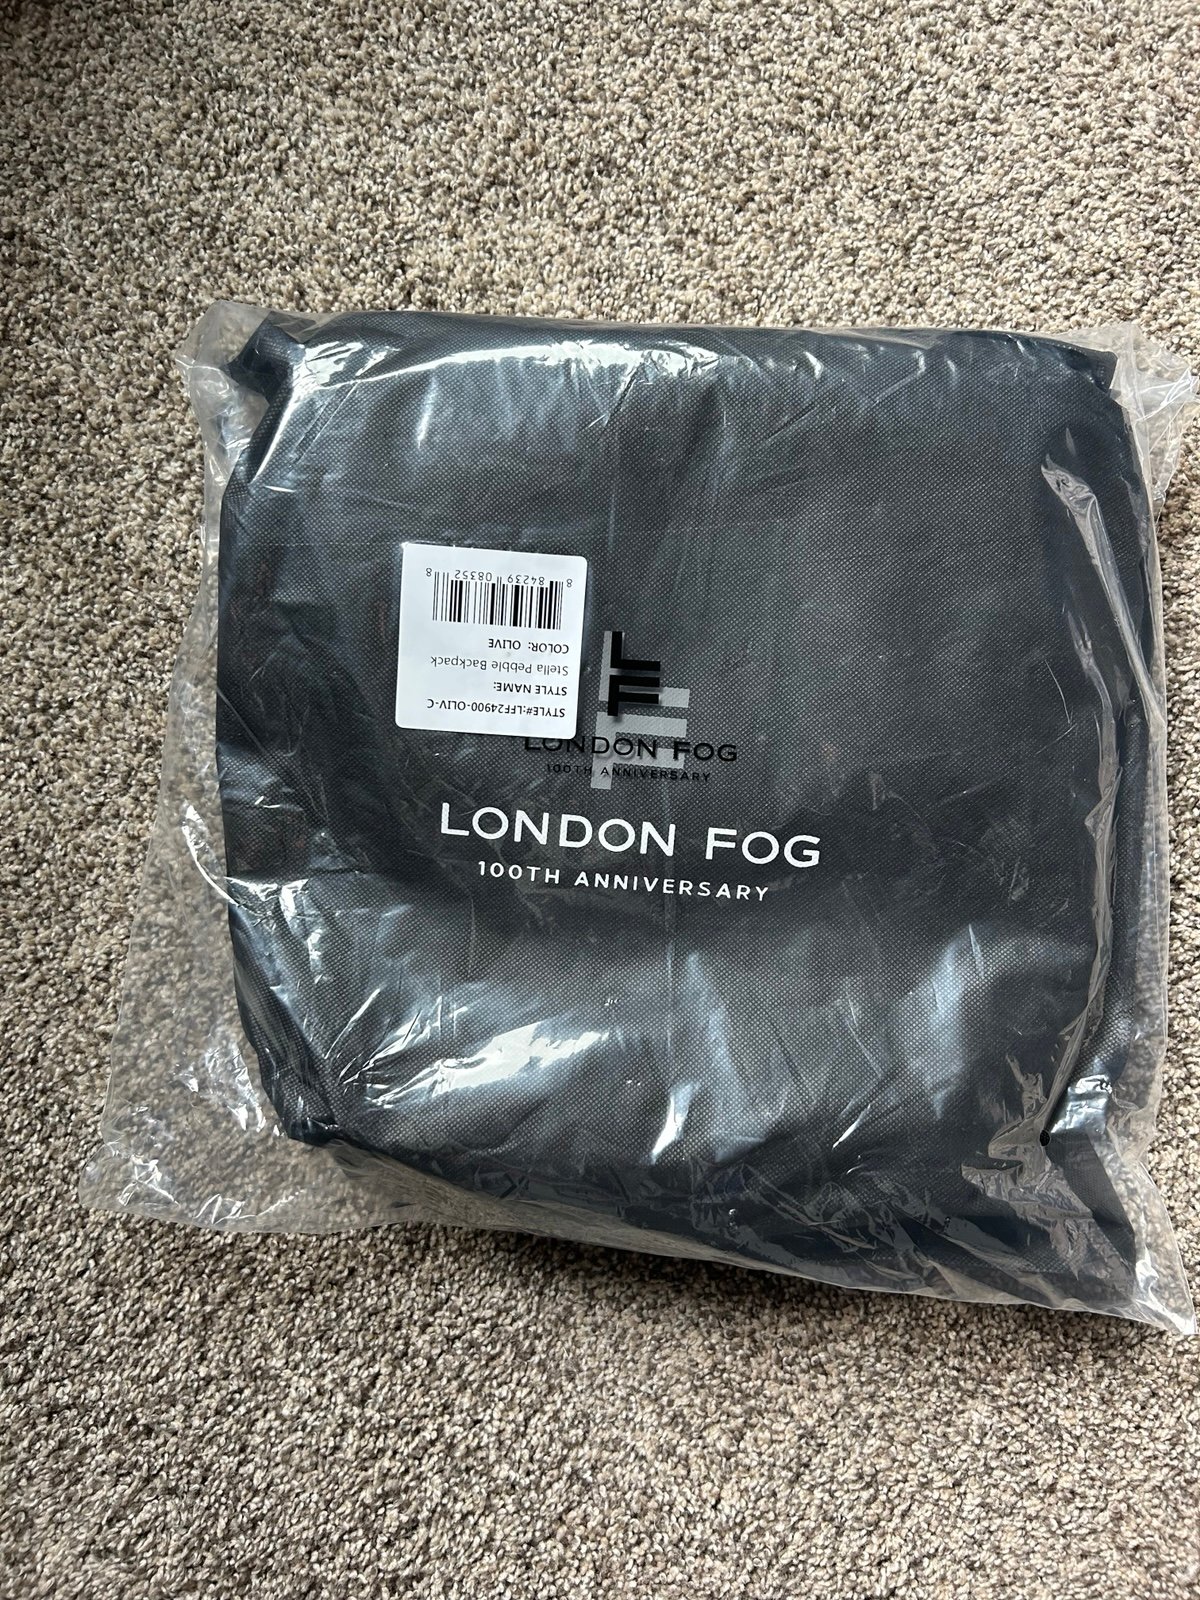 STYLE#:LFF24900-OLIV-C
STYLE NAME:
Stella Pebble Backpack
COLOR: OLIVE
8 84239 08352 8
LF
LONDON FOG
100TH ANNIVERSARY
LONDON FOG
100TH ANNIVERSARY